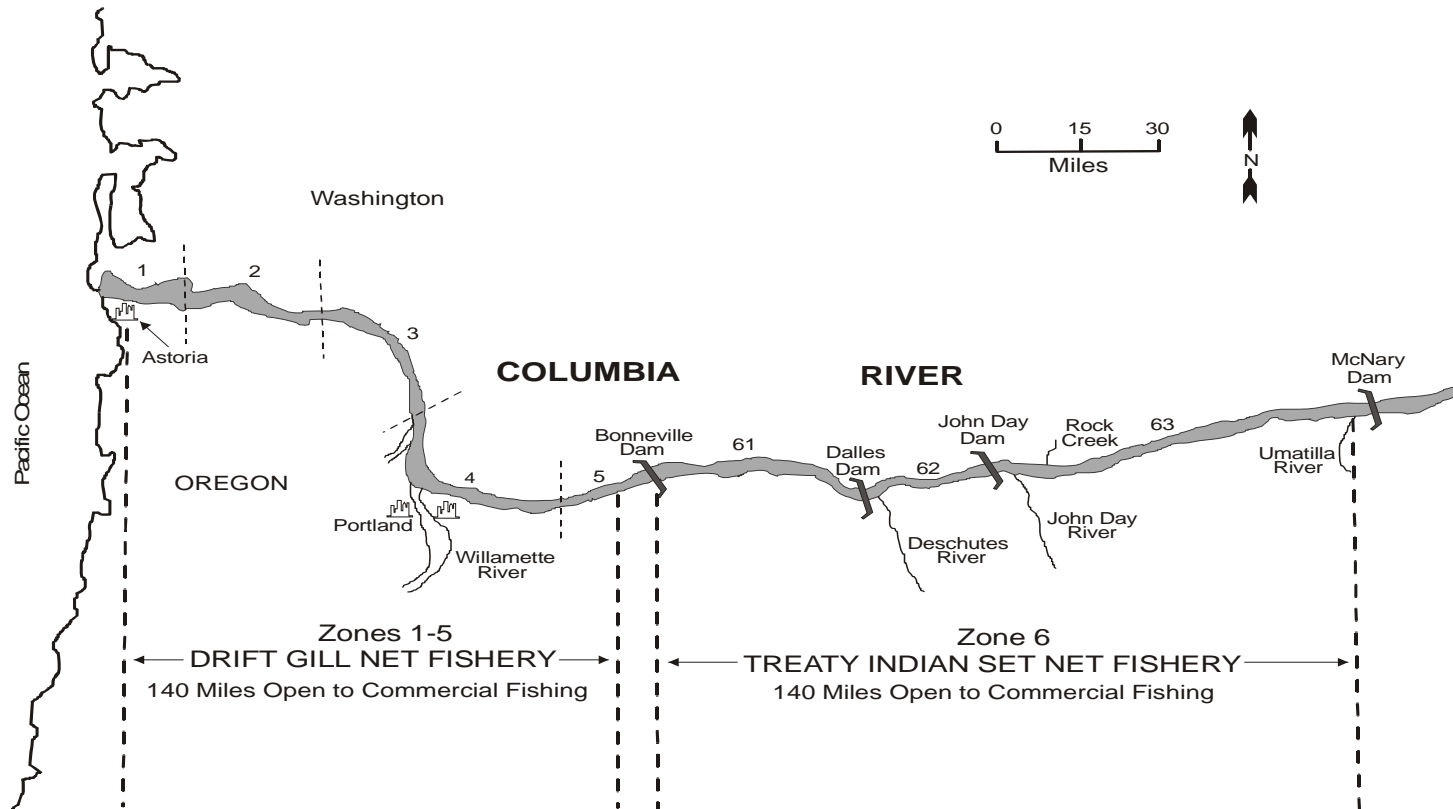 0 15 30
Miles
N
Washington
1
2
3
Astoria
COLUMBIA RIVER
McNary
Dam
Pacific Ocean
OREGON
Bonneville
Dam
61
Dalles
Dam
John Day
Dam
62
Rock
Creek
63
Umatilla
River
4
5
Portland
Willamette
River
Deschutes
River
John Day
River
Zones 1-5
DRIFT GILL NET FISHERY
140 Miles Open to Commercial Fishing
Zone 6
TREATY INDIAN SET NET FISHERY
140 Miles Open to Commercial Fishing